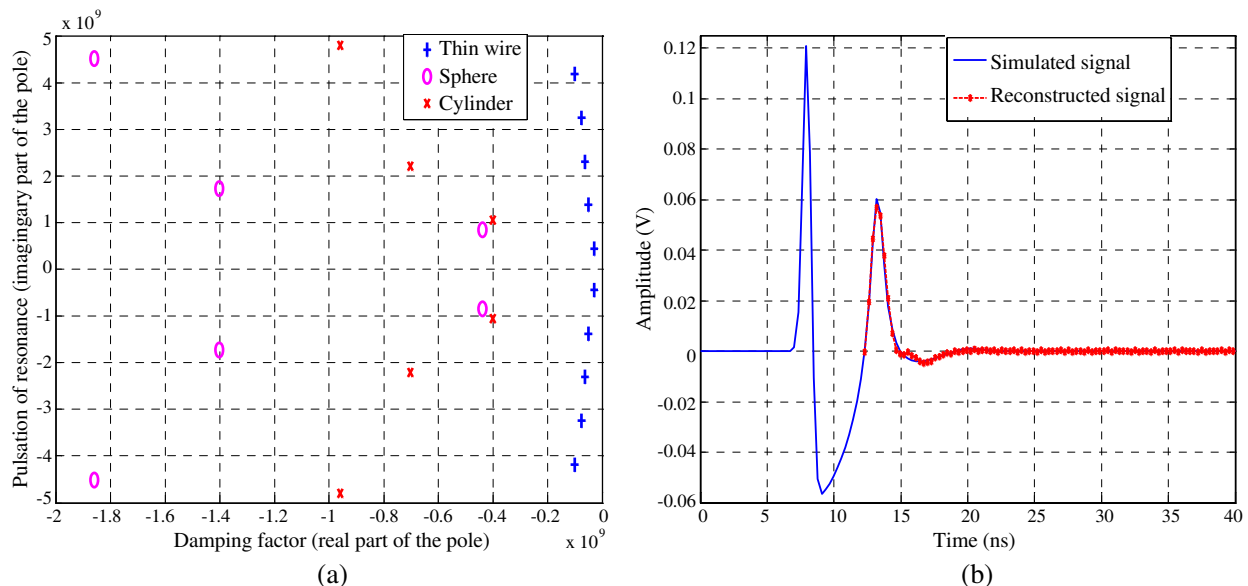 x 10^9
5
4
3
2
1
0
-1
-2
-3
-4
-5
Pulsation of resonance (imagingary part of the pole)
Thin wire
Sphere
Cylinder
-2 -1.8 -1.6 -1.4 -1.2 -1 -0.8 -0.6 -0.4 -0.2 0
Damping factor (real part of the pole) x 10^9
(a)
0.12
0.1
0.08
0.06
0.04
0.02
0
-0.02
-0.04
-0.06
Amplitude (V)
Simulated signal
Reconstructed signal
0 5 10 15 20 25 30 35 40
Time (ns)
(b)